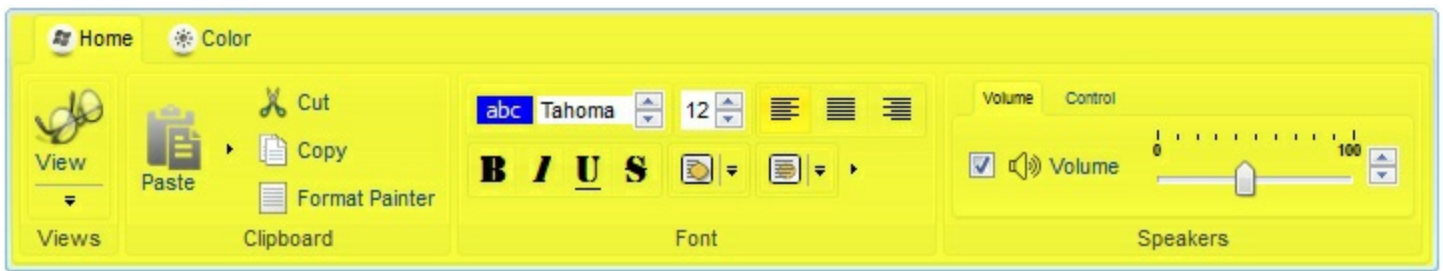 Home Color
View
Views
Paste
Cut
Copy
Format Painter
Clipboard
abc Tahoma 12
B I U S
Font
Volume Control
0 100
Volume
Speakers